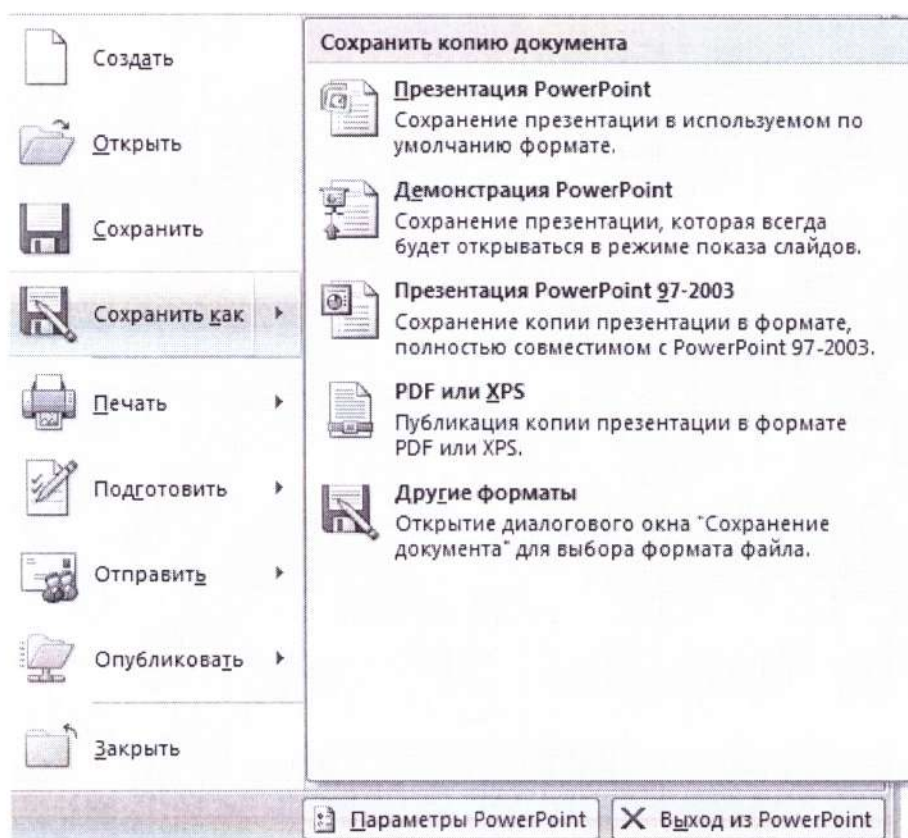 Создать
Открыть
Сохранить
Сохранить как
Печать
Подготовить
Отправить
Опубликовать
Закрыть
Сохранить копию документа
Презентация PowerPoint
Сохранение презентации в используемом по
умолчанию формате.
Демонстрация PowerPoint
Сохранение презентации, которая всегда
будет открываться в режиме показа слайдов.
Презентация PowerPoint 97-2003
Сохранение копии презентации в формате,
полностью совместимом с PowerPoint 97-2003.
PDF или XPS
Публикация копии презентации в формате
PDF или XPS.
Другие форматы
Открытие диалогового окна "Сохранение
документа" для выбора формата файла.
Параметры PowerPoint
Выход из PowerPoint